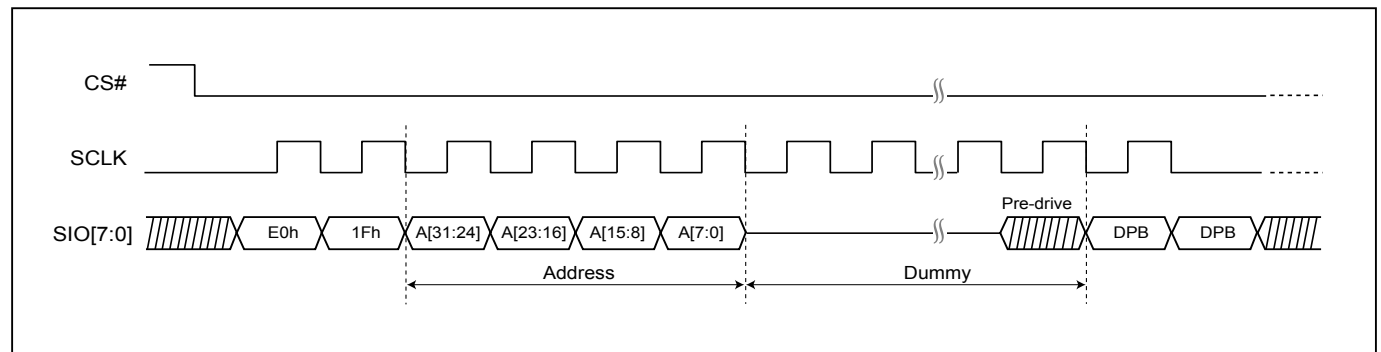 CS#
SCLK
Pre-drive
SIO[7:0] E0h 1Fh A[31:24] A[23:16] A[15:8] A[7:0] DPB DPB
Address Dummy